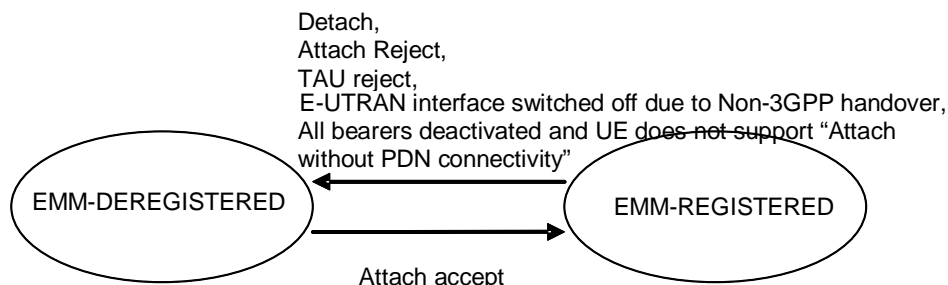 Detach,
Attach Reject,
TAU reject,
E-UTRAN interface switched off due to Non-3GPP handover,
All bearers deactivated and UE does not support “Attach
without PDN connectivity”
EMM-DEREGISTERED
EMM-REGISTERED
Attach accept